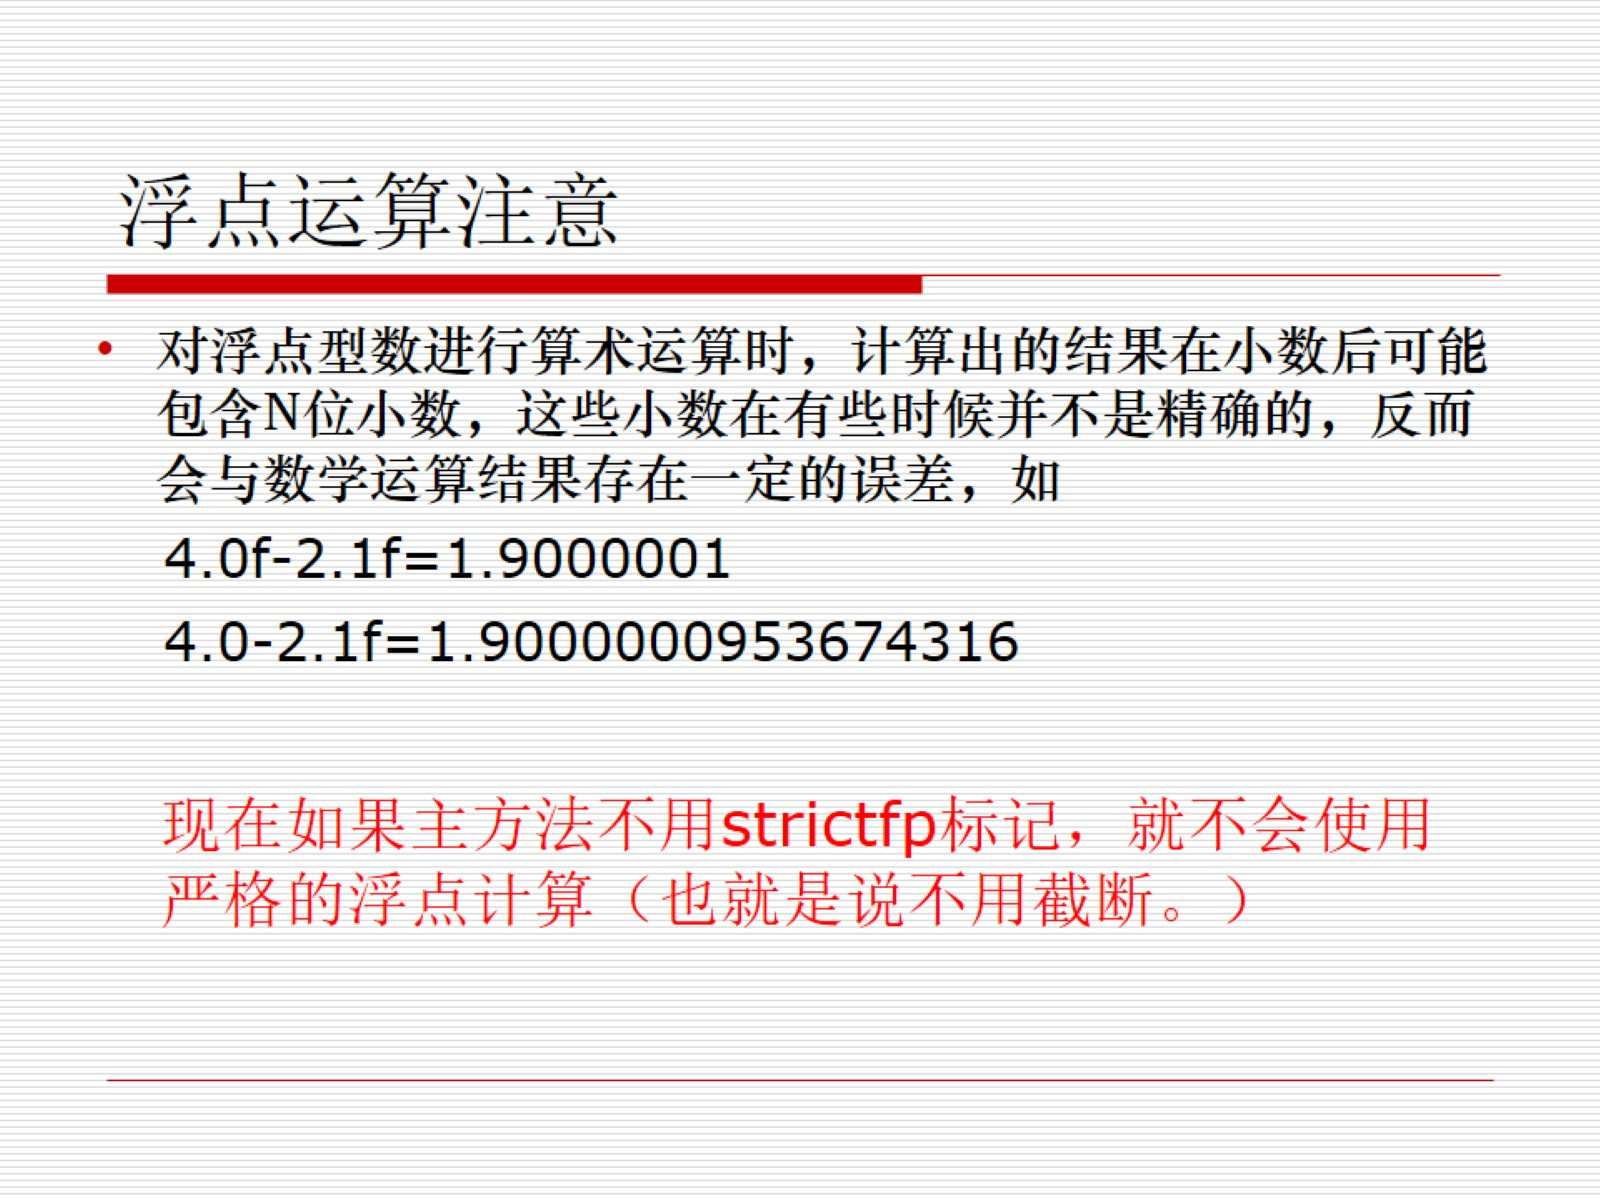 浮点运算注意
• 对浮点型数进行算术运算时，计算出的结果在小数后可能
包含N位小数，这些小数在有些时候并不是精确的，反而
会与数学运算结果存在一定的误差，如
4.0f-2.1f=1.9000001
4.0-2.1f=1.9000000953674316
现在如果主方法不用strictfp标记，就不会使用
严格的浮点计算（也就是说不用截断。）